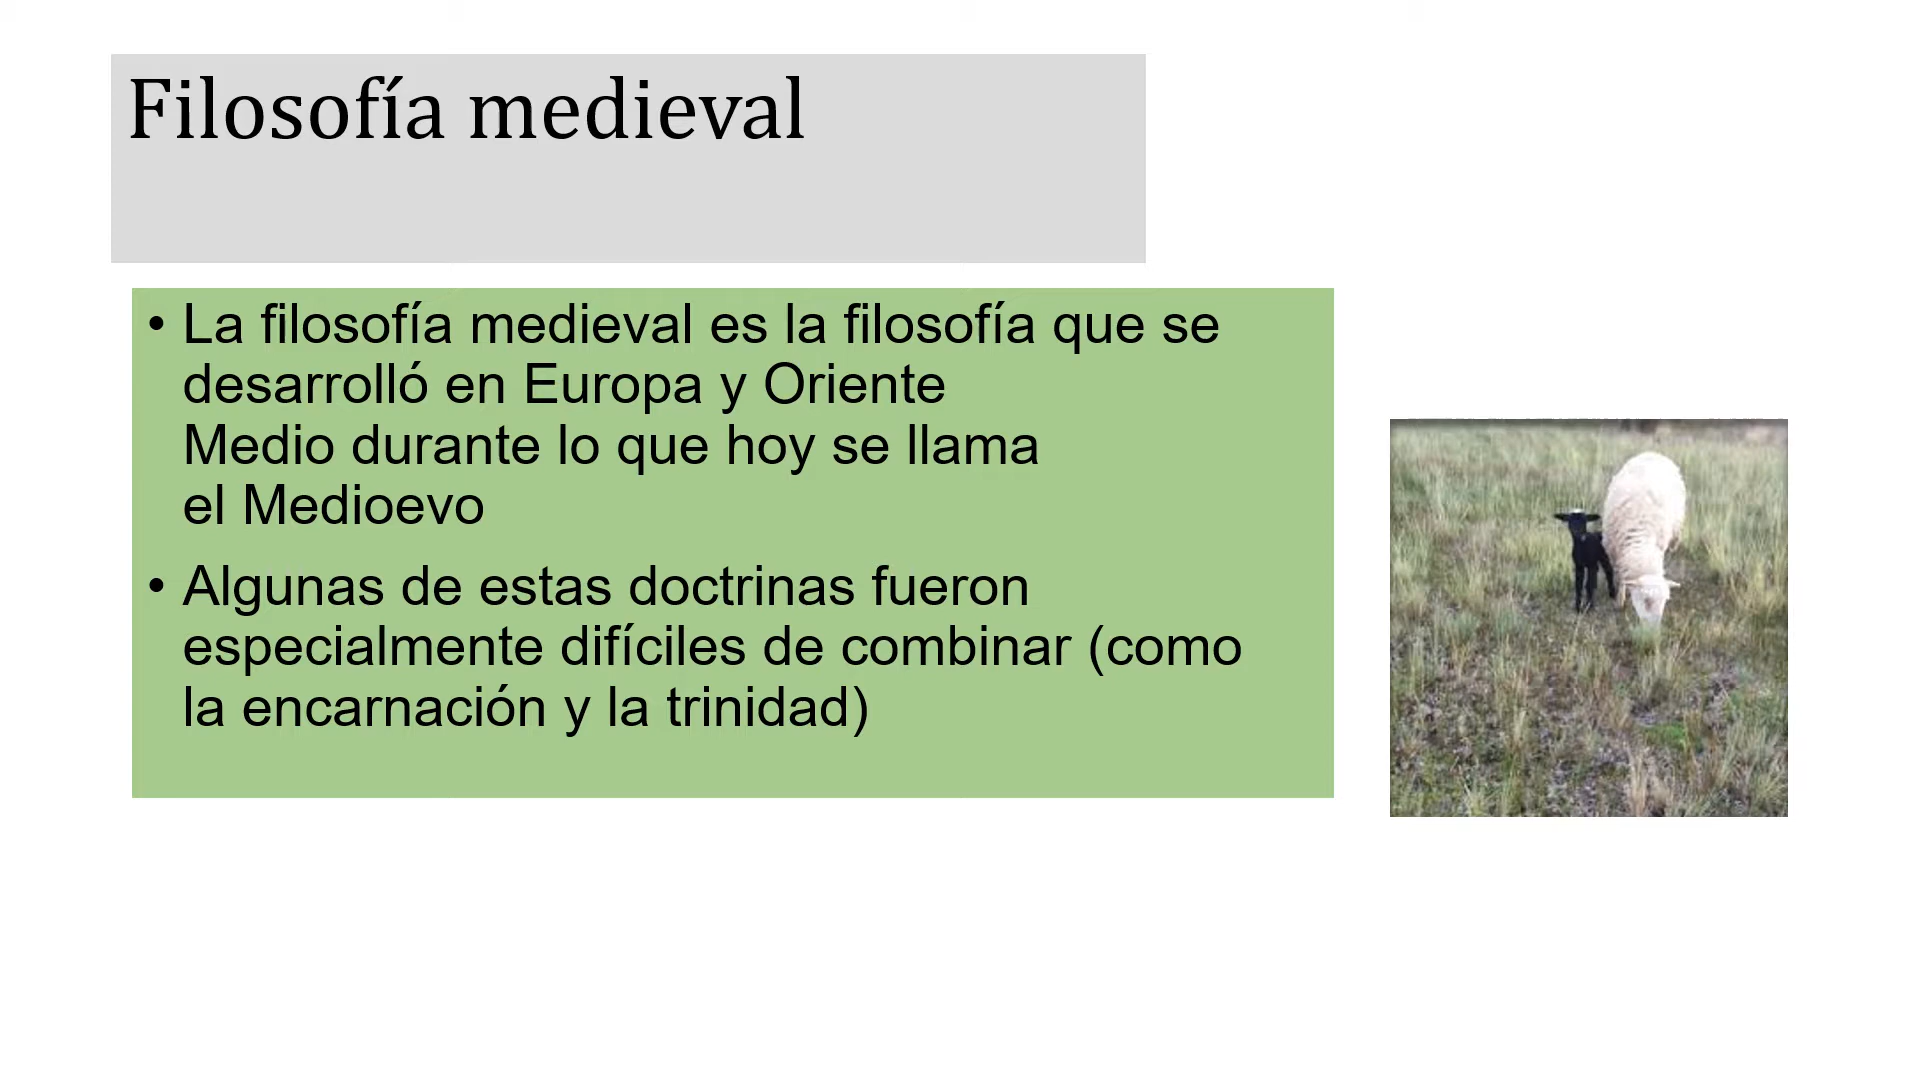 Filosofía medieval
• La filosofía medieval es la filosofía que se
desarrolló en Europa y Oriente
Medio durante lo que hoy se llama
el Medioevo
• Algunas de estas doctrinas fueron
especialmente difíciles de combinar (como
la encarnación y la trinidad)